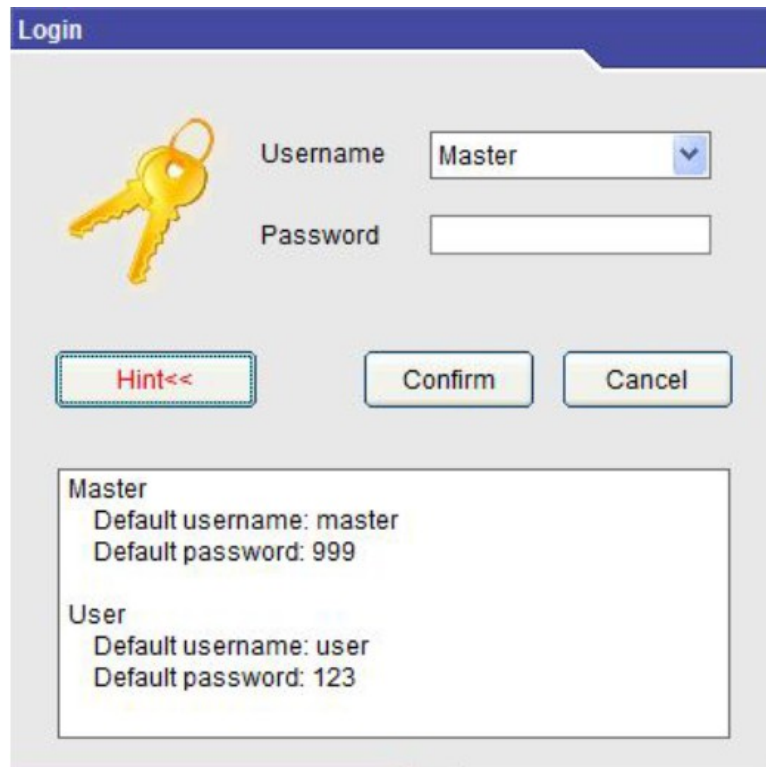 Login
Username
Master
Password
Hint<<
Confirm
Cancel
Master
Default username: master
Default password: 999
User
Default username: user
Default password: 123